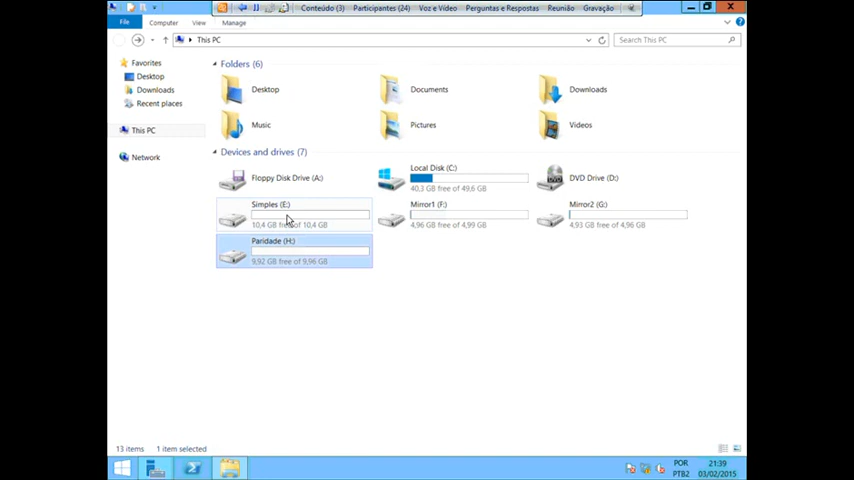 Conteúdo (3) Participantes (24) Voz e Vídeo Perguntas e Respostas Reunião Gravação
File Computer View Manage
This PC Search This PC
Favorites
Desktop
Downloads
Recent places
This PC
Network
Folders (6)
Desktop Documents Downloads
Music Pictures Videos
Devices and drives (7)
Floppy Disk Drive (A:)
Local Disk (C:)
40,3 GB free of 49,6 GB
DVD Drive (D:)
Simples (E:)
10,4 GB free of 10,4 GB
Mirror1 (F:)
4,96 GB free of 4,99 GB
Mirror2 (G:)
4,93 GB free of 4,96 GB
Paridade (H:)
9,92 GB free of 9,96 GB
13 items 1 item selected
POR
PTB2
21:39
03/02/2015